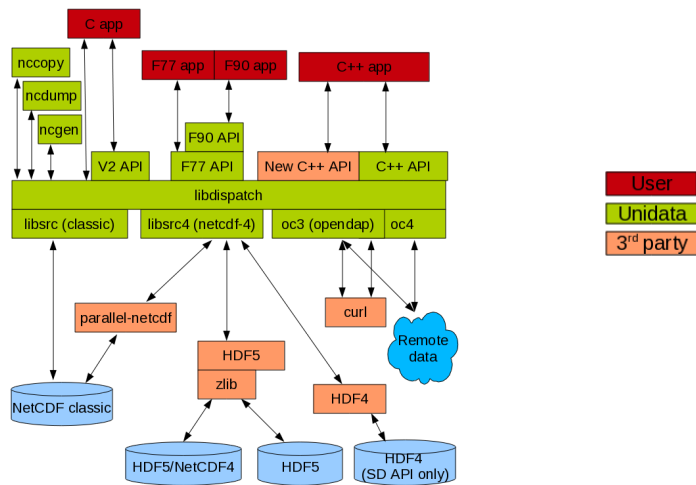 C app
nccopy
F77 app
F90 app
C++ app
ncdump
ncgen
F90 API
V2 API
F77 API
New C++ API
C++ API
User
libdispatch
Unidata
libsrc (classic)
libsrc4 (netcdf-4)
oc3 (opendap)
oc4
3rd party
parallel-netcdf
curl
Remote
data
HDF5
zlib
HDF4
NetCDF classic
HDF5/NetCDF4
HDF5
HDF4
(SD API only)